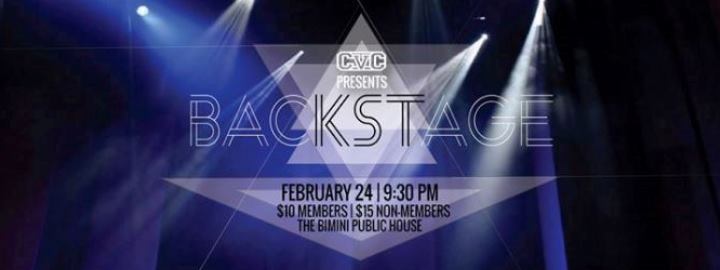 CVC
PRESENTS
BACKSTAGE
FEBRUARY 24 | 9:30 PM
$10 MEMBERS | $15 NON-MEMBERS
THE BIMINI PUBLIC HOUSE